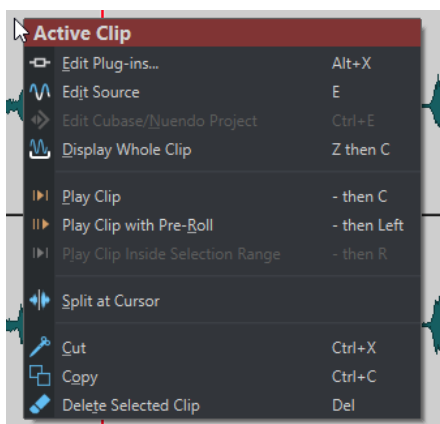 Active Clip
Edit Plug-ins... Alt+X
Edit Source E
Edit Cubase/Nuendo Project Ctrl+E
Display Whole Clip Z then C
Play Clip - then C
Play Clip with Pre-Roll - then Left
Play Clip Inside Selection Range - then R
Split at Cursor
Cut Ctrl+X
Copy Ctrl+C
Delete Selected Clip Del